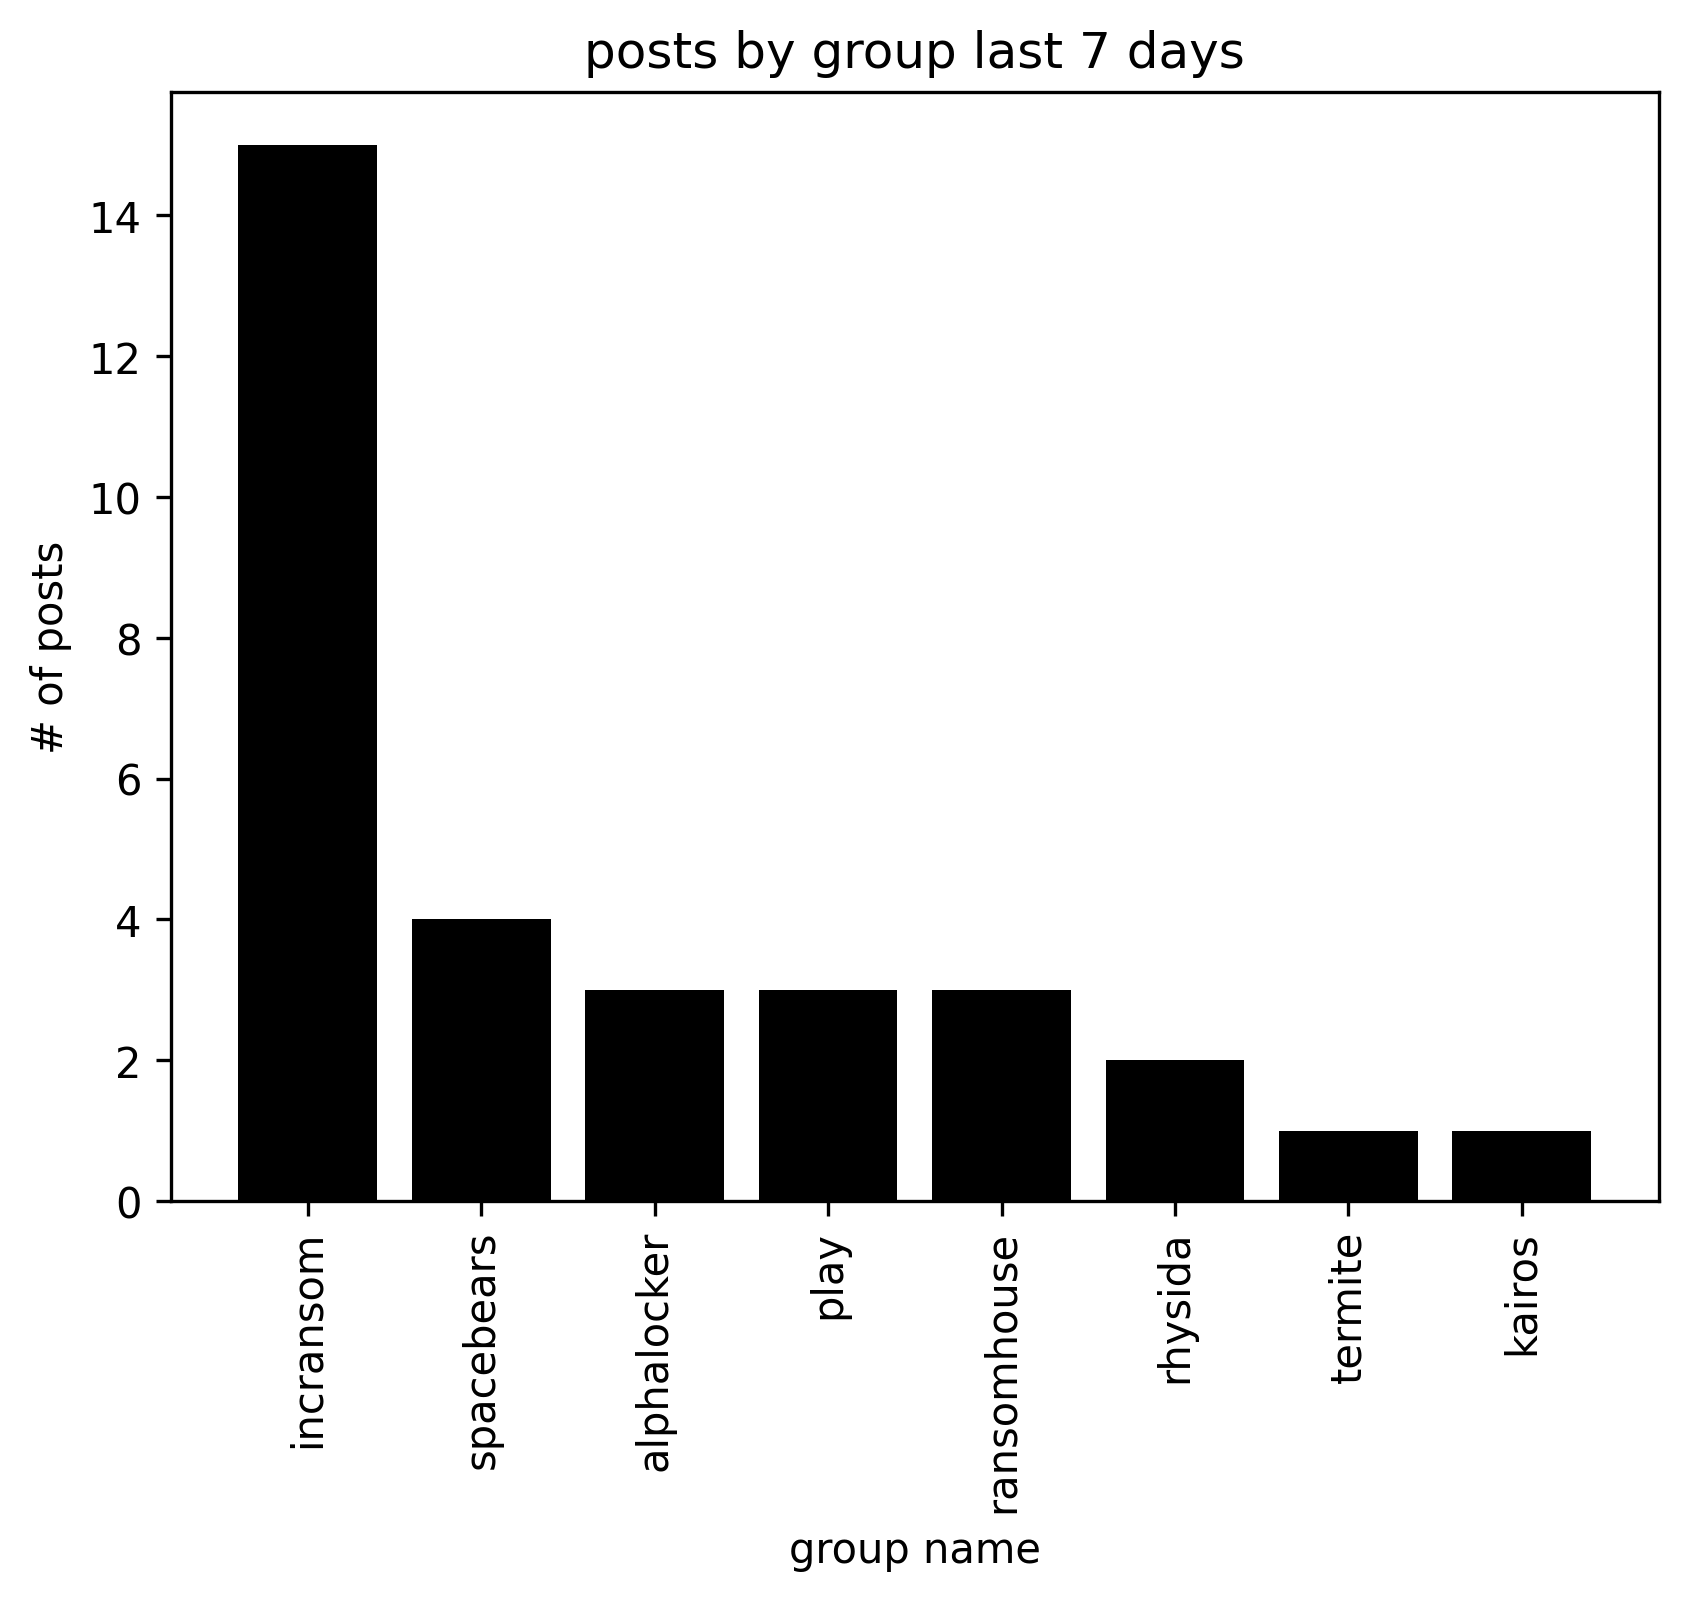 posts by group last 7 days
# of posts
14
12
10
8
6
4
2
0
incransom
spacebears
alphalocker
play
ransomhouse
rhysida
termite
kairos
group name